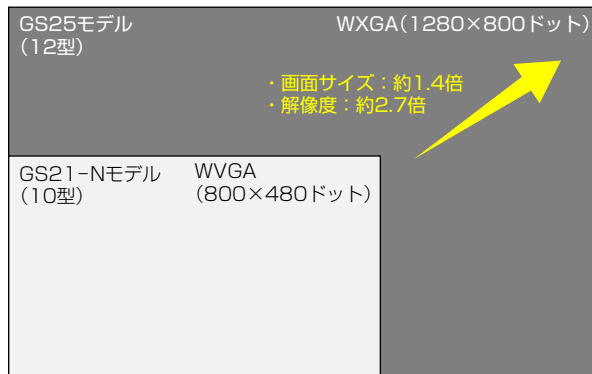 GS25モデル
(12型)
WXGA(1280×800ドット)
・画面サイズ：約1.4倍
・解像度：約2.7倍
GS21-Nモデル
(10型)
WVGA
(800×480ドット)